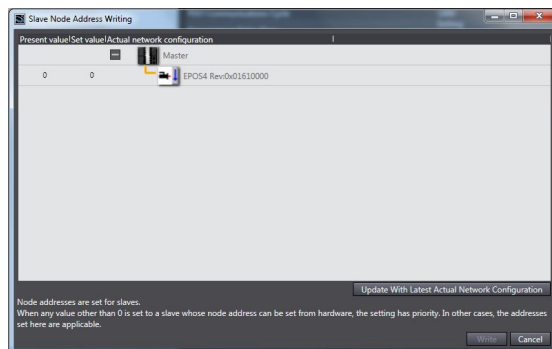 Slave Node Address Writing
Present value|Set value|Actual network configuration
Master
0 0 EPOS4 Rev:0x01610000
Update With Latest Actual Network Configuration
Node addresses are set for slaves.
When any value other than 0 is set to a slave whose node address can be set from hardware, the setting has priority. In other cases, the addresses
set here are applicable.
Write Cancel